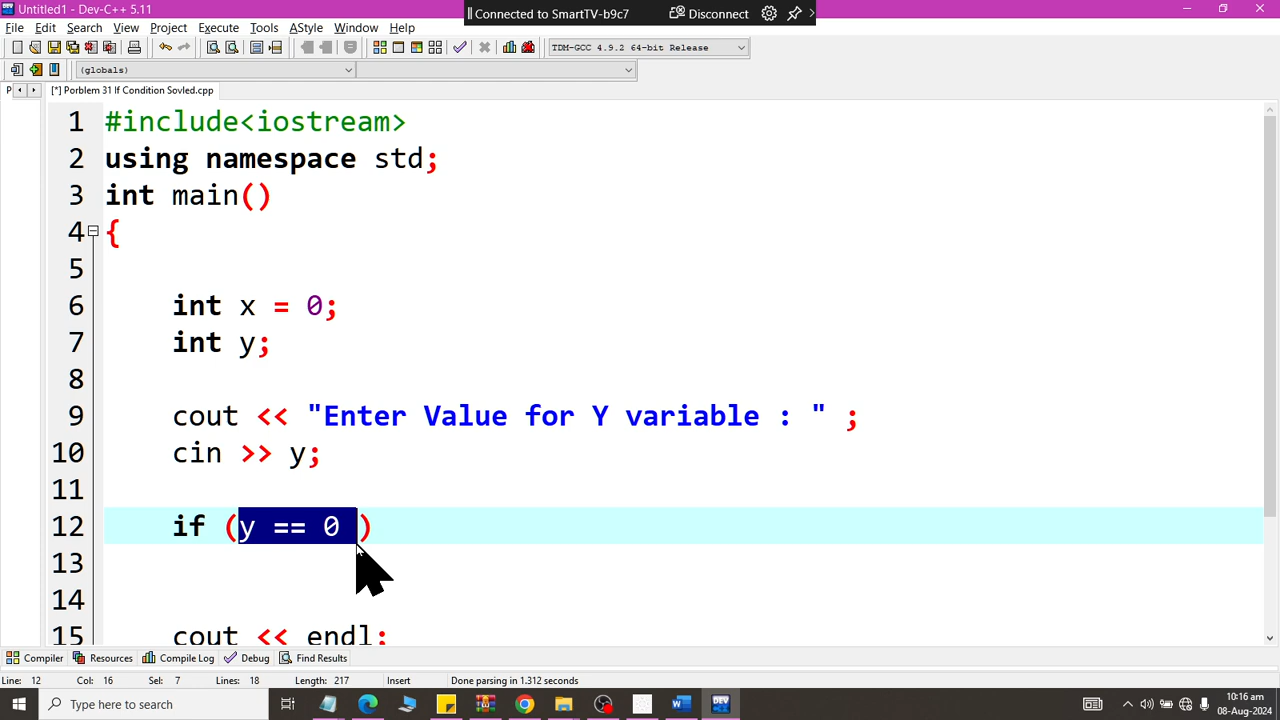 Untitled1 - Dev-C++ 5.11
Connected to SmartTV-b9c7
Disconnect
File Edit Search View Project Execute Tools AStyle Window Help
TDM-GCC 4.9.2 64-bit Release
(globals)
P
[*] Porblem 31 If Condition Sovled.cpp
1 #include<iostream>
2 using namespace std;
3 int main()
4 {
5
6 int x = 0;
7 int y;
8
9 cout << "Enter Value for Y variable : " ;
10 cin >> y;
11
12 if (y == 0 )
13
14
15 cout << endl;
Compiler Resources Compile Log Debug Find Results
Line: 12 Col: 16 Sel: 7 Lines: 18 Length: 217 Insert Done parsing in 1.312 seconds
Type here to search
10:16 am
08-Aug-2024